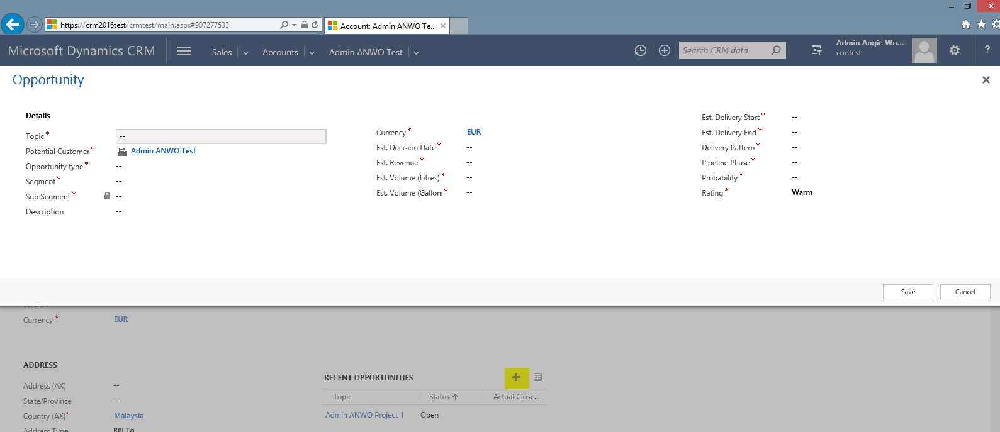 https://crm2016test/crmtest/main.aspx#907277533
Account: Admin ANWO Te...
Microsoft Dynamics CRM
Sales
Accounts
Admin ANWO Test
Search CRM data
Admin Angie Wo...
crmtest
?
Opportunity
Details
Topic*
--
Potential Customer*
Admin ANWO Test
Opportunity type*
--
Segment*
--
Sub Segment*
--
Description
--
Currency*
EUR
Est. Decision Date*
--
Est. Revenue*
--
Est. Volume (Litres)*
--
Est. Volume (Gallons*
--
Est. Delivery Start*
--
Est. Delivery End*
--
Delivery Pattern*
--
Pipeline Phase*
--
Probability*
--
Rating*
Warm
Save
Cancel
Website
Currency*
EUR
ADDRESS
Address (AX)
--
State/Province
--
Country (AX)*
Malaysia
Address Type
Bill To
RECENT OPPORTUNITIES
Topic
Status
Actual Close...
Admin ANWO Project 1
Open